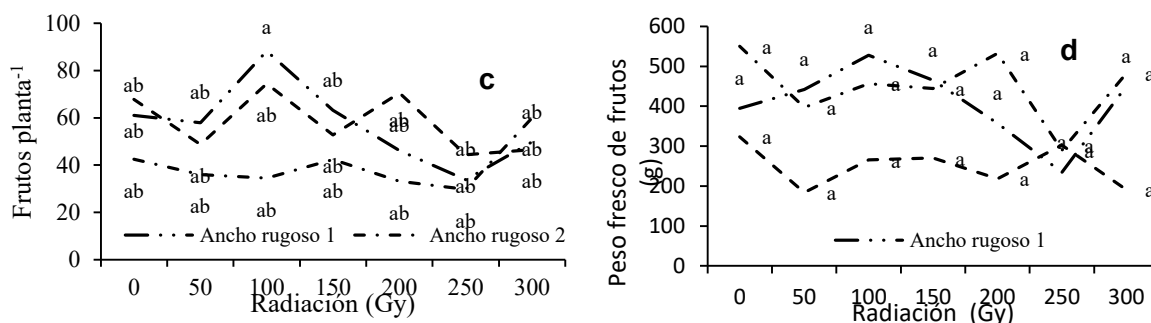 100
80
60
40
20
0
Frutos planta-1
ab ab a ab ab ab ab
ab ab ab ab ab ab ab
ab ab ab ab ab ab ab
c
Ancho rugoso 1 Ancho rugoso 2
0 50 100 150 200 250 300
Radiación (Gy)
600
500
400
300
200
100
0
Peso fresco de frutos
(g)
a a a a a a a
a a a a a a a
a a a a a a a
d
Ancho rugoso 1
0 50 100 150 200 250 300
Radiación (Gy)